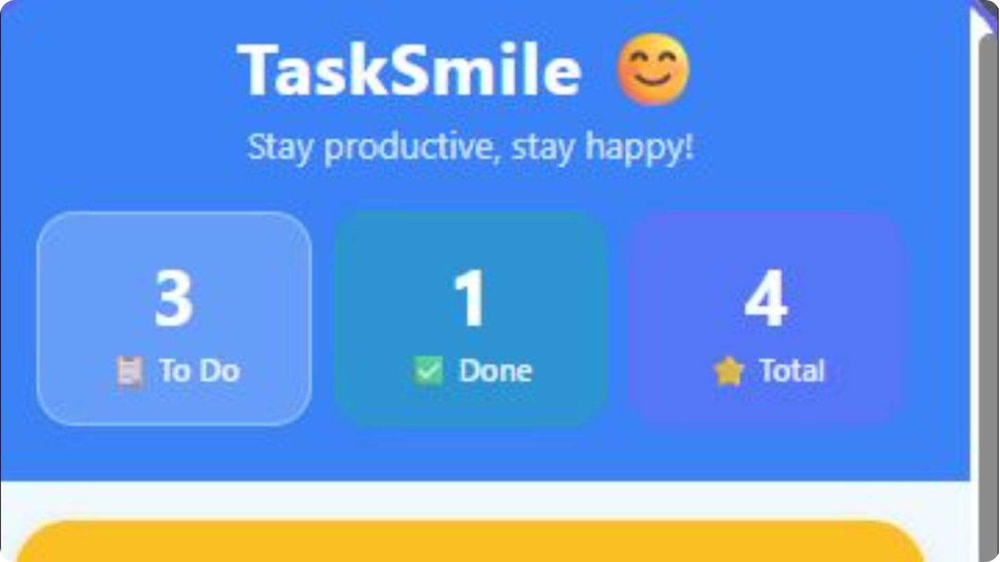 TaskSmile 😊
Stay productive, stay happy!
3
📋 To Do
1
✅ Done
4
⭐ Total